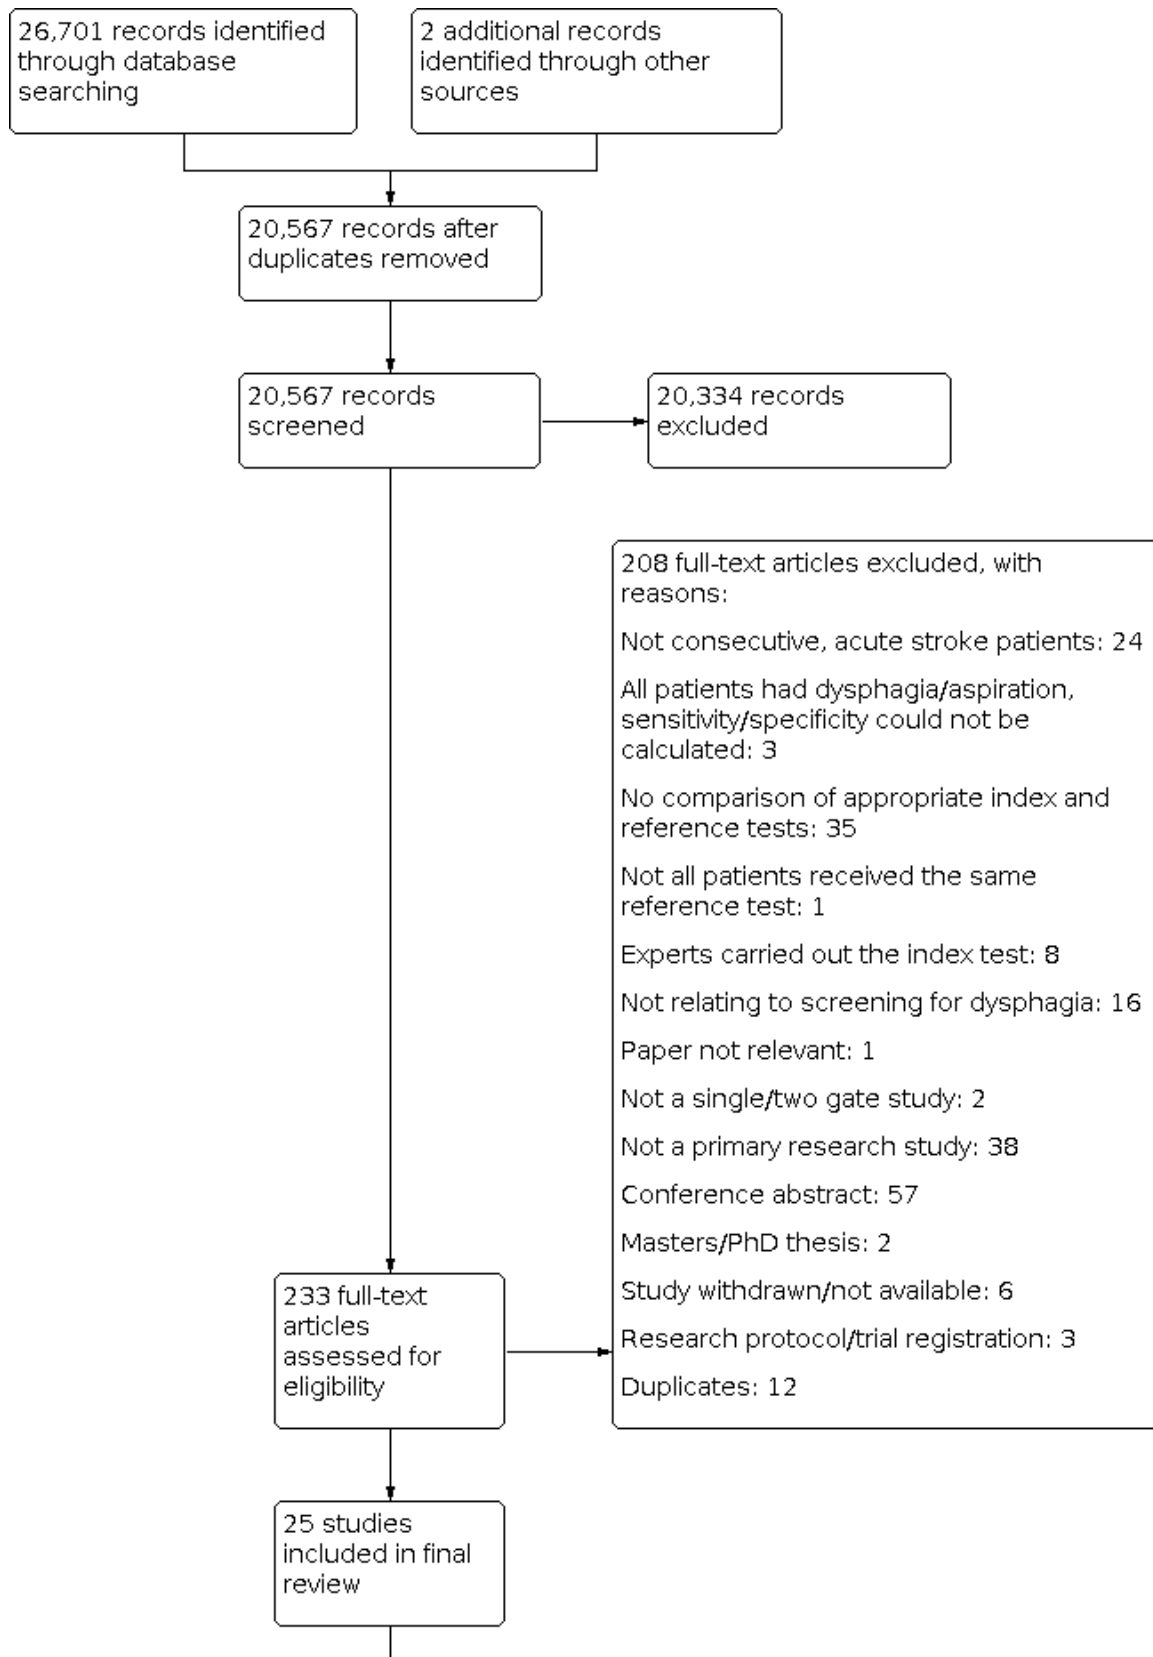 26,701 records identified
through database
searching
2 additional records
identified through other
sources
20,567 records after
duplicates removed
20,567 records
screened
20,334 records
excluded
208 full-text articles excluded, with
reasons:
Not consecutive, acute stroke patients: 24
All patients had dysphagia/aspiration,
sensitivity/specificity could not be
calculated: 3
No comparison of appropriate index and
reference tests: 35
Not all patients received the same
reference test: 1
Experts carried out the index test: 8
Not relating to screening for dysphagia: 16
Paper not relevant: 1
Not a single/two gate study: 2
Not a primary research study: 38
Conference abstract: 57
Masters/PhD thesis: 2
Study withdrawn/not available: 6
Research protocol/trial registration: 3
Duplicates: 12
233 full-text
articles
assessed for
eligibility
25 studies
included in final
review